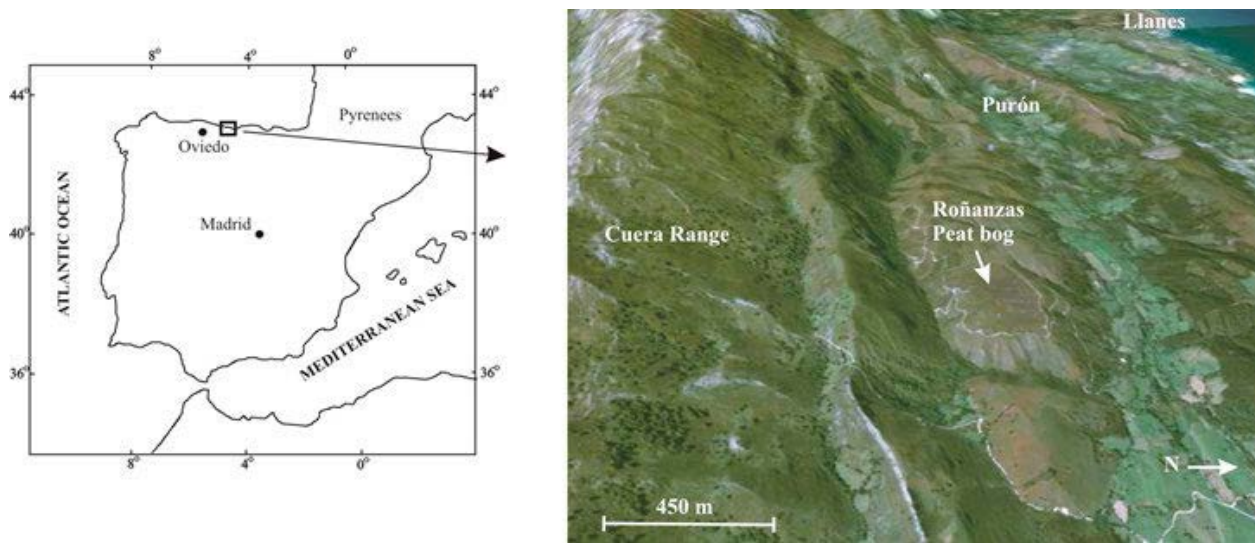 8°
4°
0°
44°
44°
Pyrenees
Oviedo
Madrid
40°
40°
ATLANTIC OCEAN
MEDITERRANEAN SEA
36°
36°
8°
4°
0°
Llanes
Purón
Roñanzas
Peat bog
Cuera Range
N
450 m